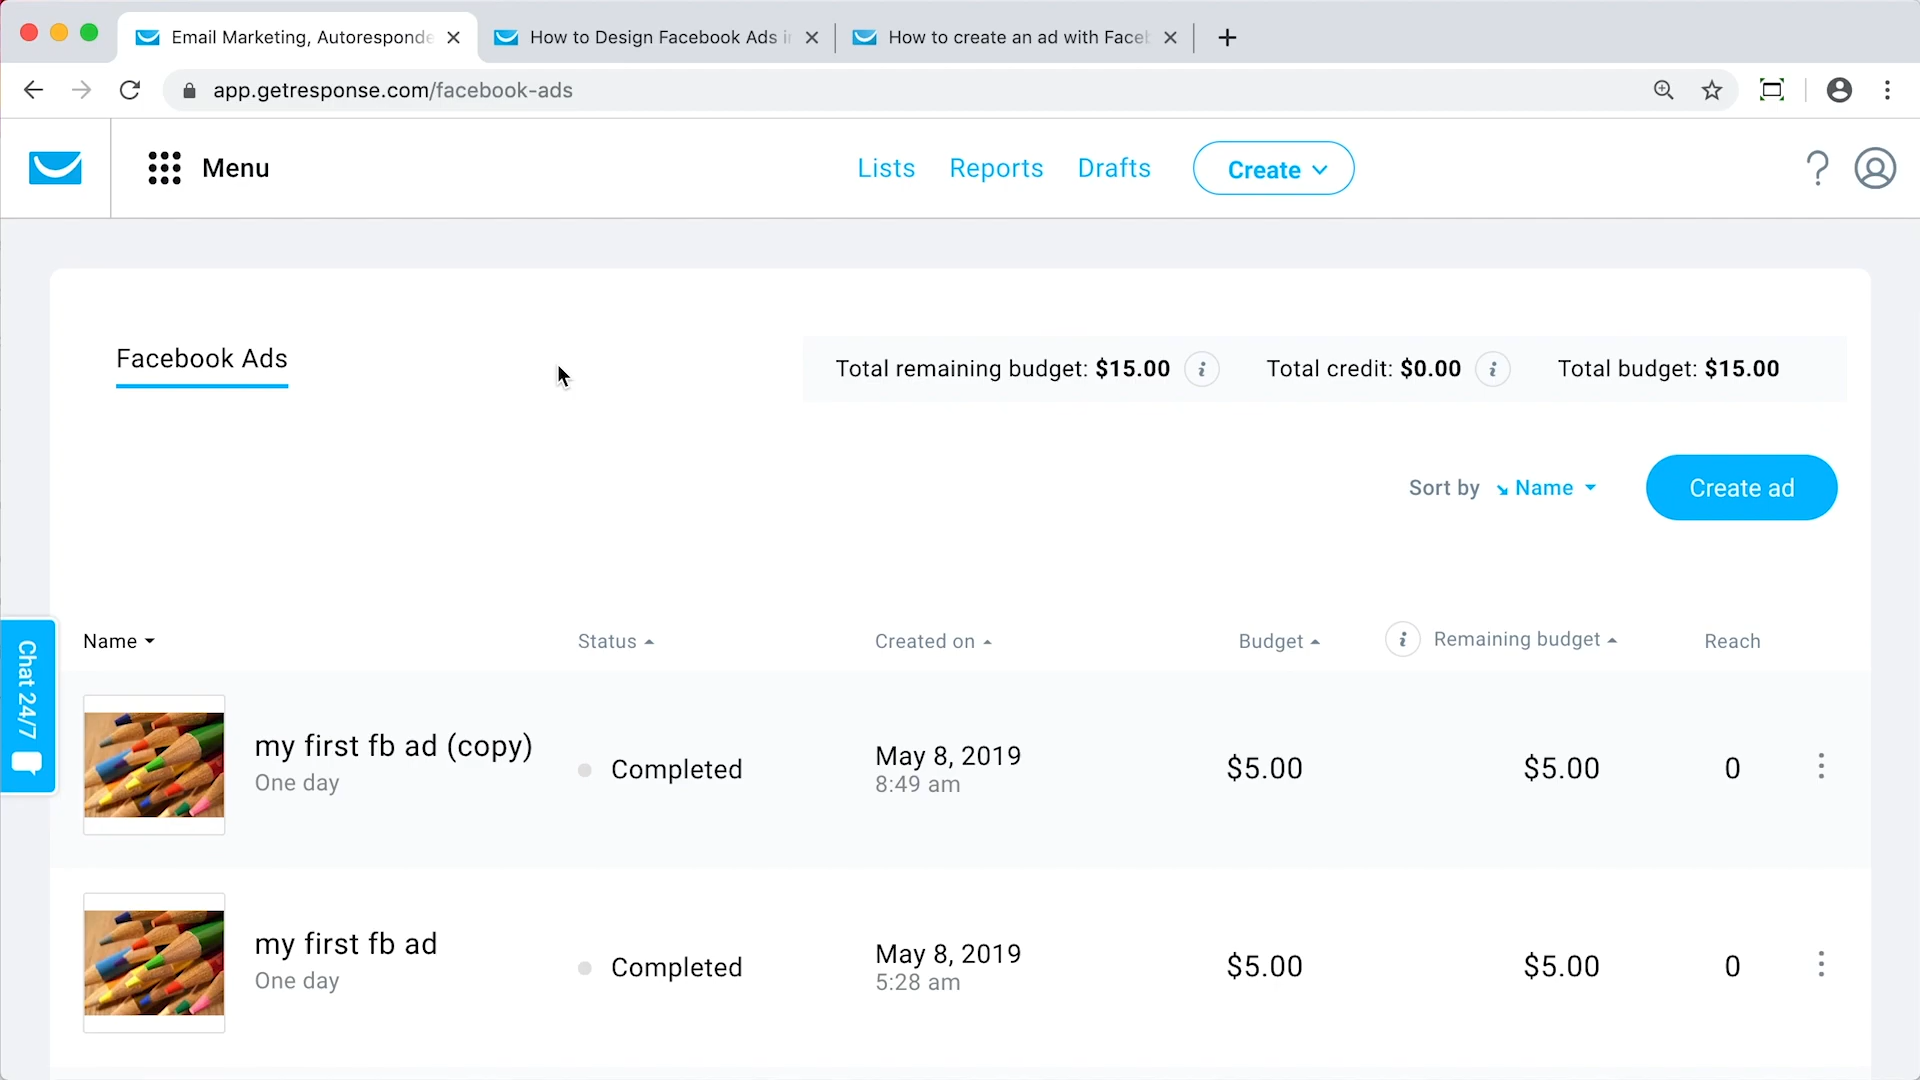 Email Marketing, Autoresponde
How to Design Facebook Ads in
How to create an ad with Faceb
app.getresponse.com/facebook-ads
Menu
Lists
Reports
Drafts
Create
Facebook Ads
Total remaining budget: $15.00
Total credit: $0.00
Total budget: $15.00
Sort by Name
Create ad
Chat 24/7
Name
Status
Created on
Budget
Remaining budget
Reach
my first fb ad (copy)
One day
Completed
May 8, 2019
8:49 am
$5.00
$5.00
0
my first fb ad
One day
Completed
May 8, 2019
5:28 am
$5.00
$5.00
0